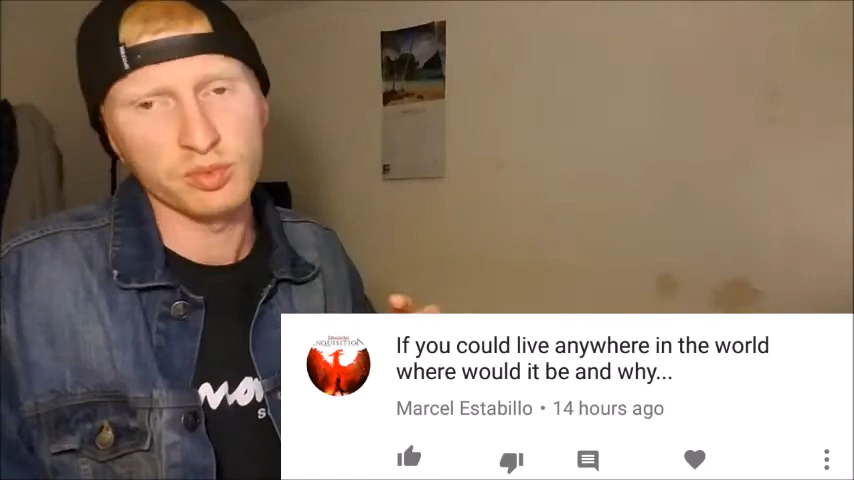 INQUISITION
If you could live anywhere in the world
where would it be and why...
Marcel Estabillo • 14 hours ago